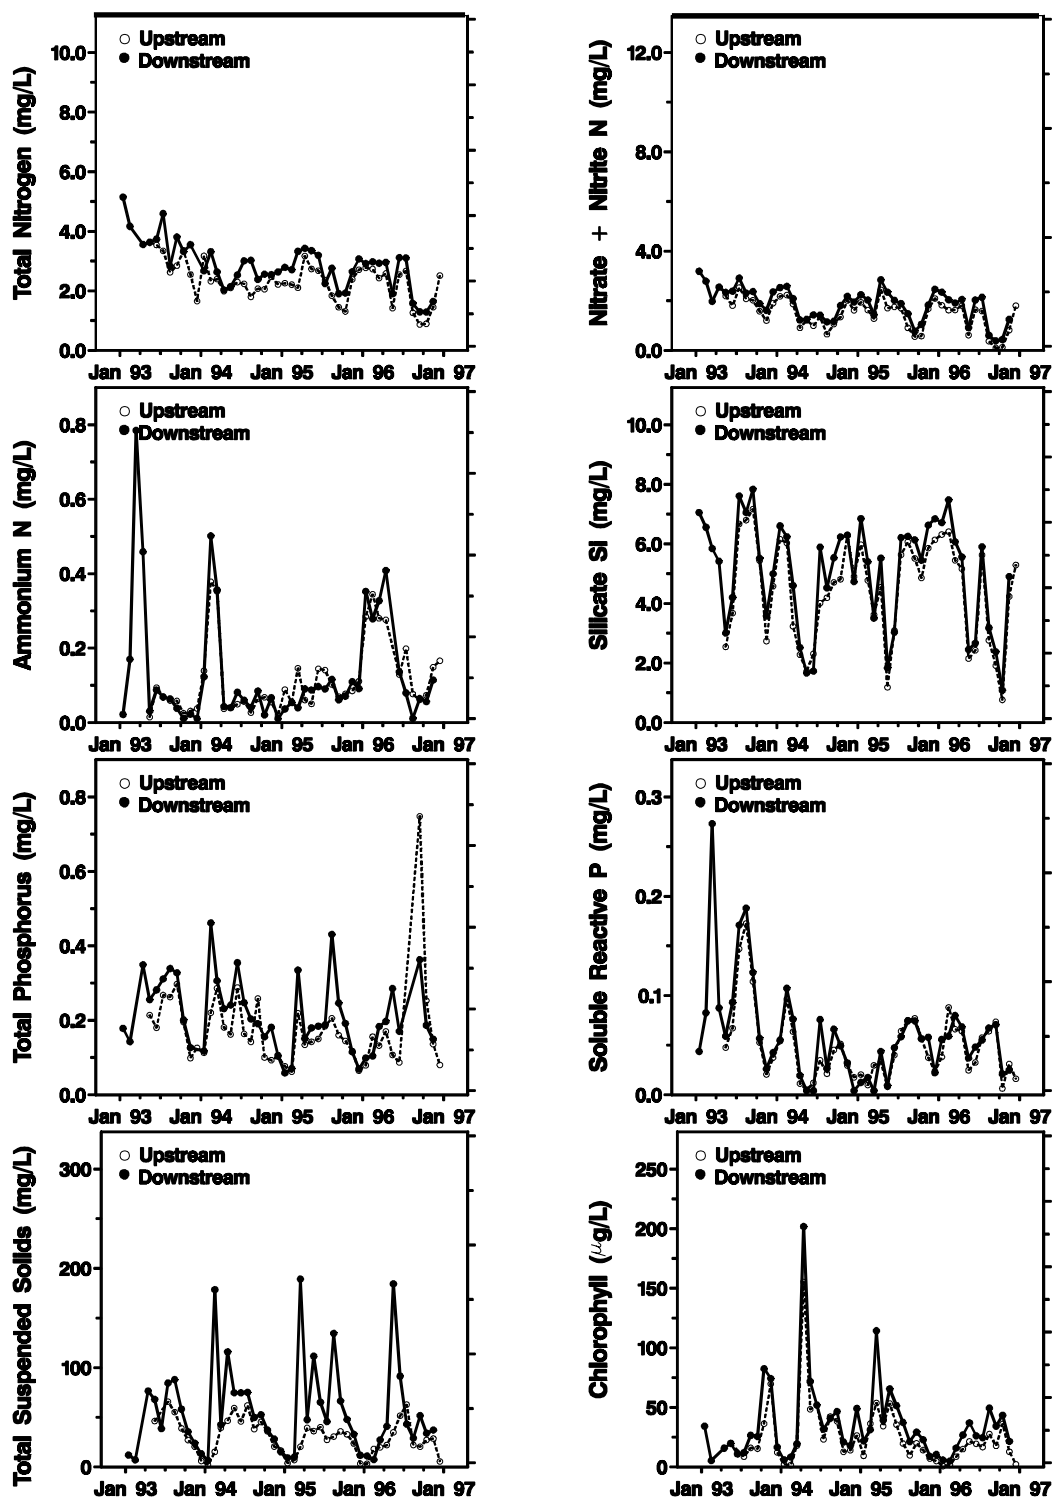 Total Nitrogen (mg/L)
10.0
8.0
6.0
4.0
2.0
0.0
Upstream
Downstream
Jan 93 Jan 94 Jan 95 Jan 96 Jan 97
Nitrate + Nitrite N (mg/L)
12.0
8.0
4.0
0.0
Upstream
Downstream
Jan 93 Jan 94 Jan 95 Jan 96 Jan 97
Ammonium N (mg/L)
0.8
0.6
0.4
0.2
0.0
Upstream
Downstream
Jan 93 Jan 94 Jan 95 Jan 96 Jan 97
Silicate SI (mg/L)
10.0
8.0
6.0
4.0
2.0
0.0
Upstream
Downstream
Jan 93 Jan 94 Jan 95 Jan 96 Jan 97
Total Phosphorus (mg/L)
0.8
0.6
0.4
0.2
0.0
Upstream
Downstream
Jan 93 Jan 94 Jan 95 Jan 96 Jan 97
Soluble Reactive P (mg/L)
0.3
0.2
0.1
0.0
Upstream
Downstream
Jan 93 Jan 94 Jan 95 Jan 96 Jan 97
Total Suspended Solids (mg/L)
300
200
100
0
Upstream
Downstream
Jan 93 Jan 94 Jan 95 Jan 96 Jan 97
Chlorophyll (μg/L)
250
200
150
100
50
0
Upstream
Downstream
Jan 93 Jan 94 Jan 95 Jan 96 Jan 97